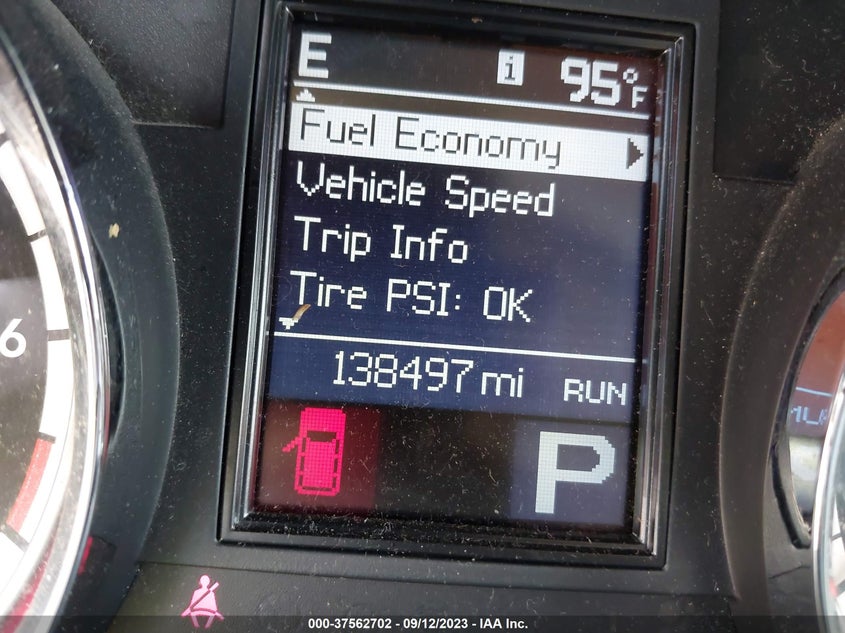 E i 95°F
Fuel Economy
Vehicle Speed
Trip Info
Tire PSI: OK
138497 mi RUN
6
P
000-37562702 - 09/12/2023 - IAA Inc.